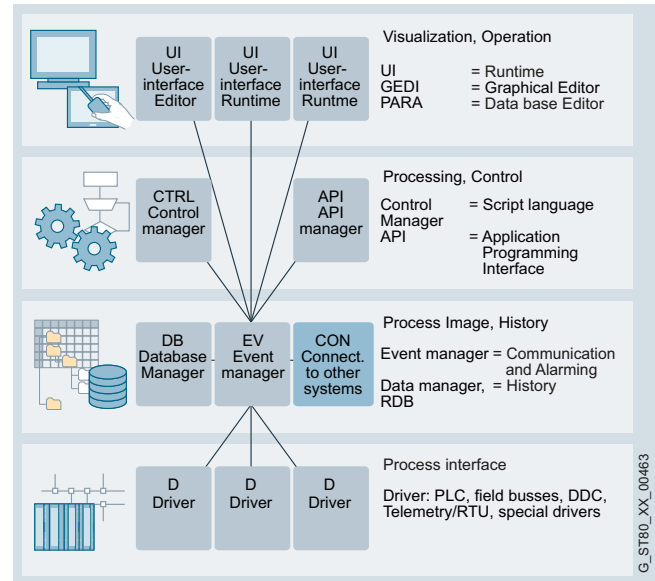 UI
User-
interface
Editor
UI
User-
interface
Runtime
UI
User-
interface
Runtme
Visualization, Operation
UI = Runtime
GEDI = Graphical Editor
PARA = Data base Editor
CTRL
Control
manager
API
API
manager
Processing, Control
Control = Script language
Manager
API = Application
Programming
Interface
DB
Database
Manager
EV
Event
manager
CON
Connect.
to other
systems
Process Image, History
Event manager = Communication
and Alarming
Data manager, = History
RDB
D
Driver
D
Driver
D
Driver
Process interface
Driver: PLC, field busses, DDC,
Telemetry/RTU, special drivers
G_ST80_XX_00463